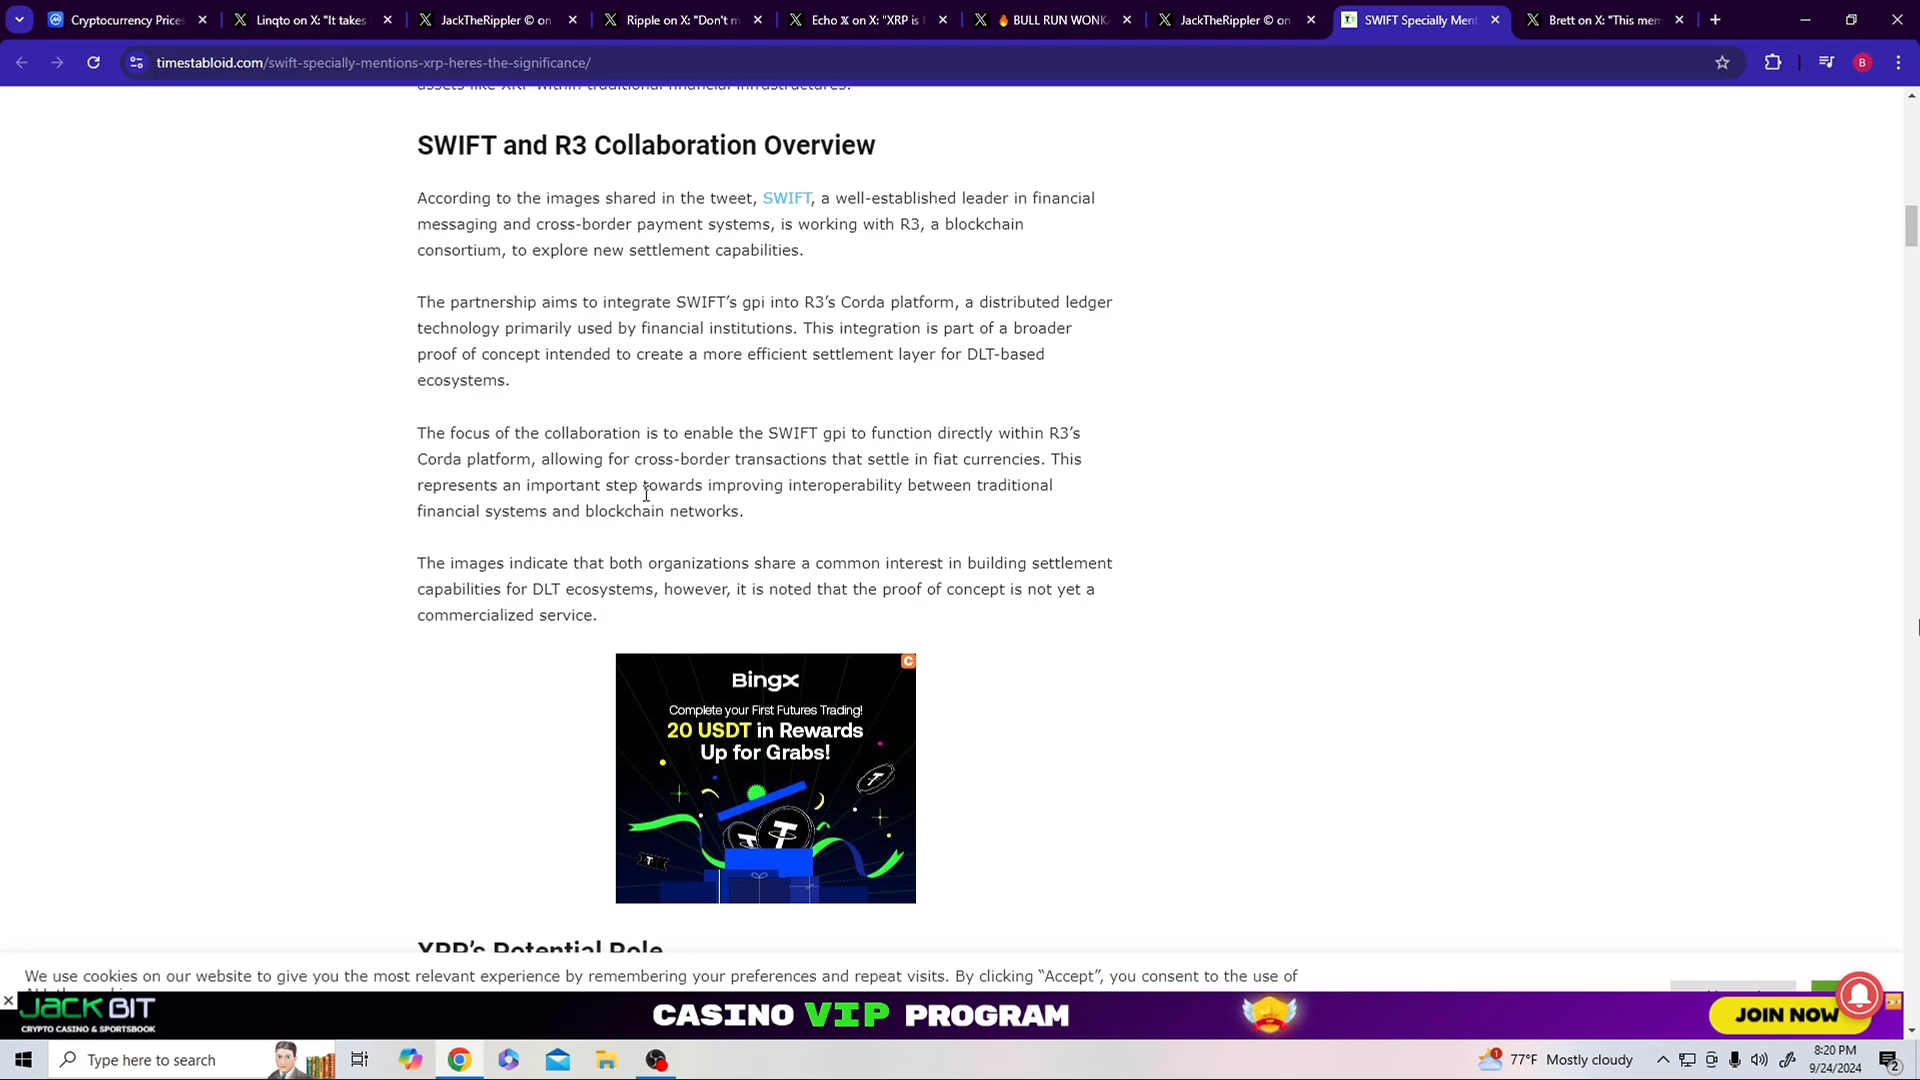 Cryptocurrency Prices
Linqto on X: "It takes
JackTheRippler © on
Ripple on X: "Don't m
Echo 𝕏 on X: "XRP is
🔥 BULL RUN WONKA
JackTheRippler © on
SWIFT Specially Ment
Brett on X: "This mem
timestabloid.com/swift-specially-mentions-xrp-heres-the-significance/
B
assets like XRP within traditional financial infrastructures.
SWIFT and R3 Collaboration Overview
According to the images shared in the tweet, SWIFT, a well-established leader in financial
messaging and cross-border payment systems, is working with R3, a blockchain
consortium, to explore new settlement capabilities.
The partnership aims to integrate SWIFT’s gpi into R3’s Corda platform, a distributed ledger
technology primarily used by financial institutions. This integration is part of a broader
proof of concept intended to create a more efficient settlement layer for DLT-based
ecosystems.
The focus of the collaboration is to enable the SWIFT gpi to function directly within R3’s
Corda platform, allowing for cross-border transactions that settle in fiat currencies. This
represents an important step towards improving interoperability between traditional
financial systems and blockchain networks.
The images indicate that both organizations share a common interest in building settlement
capabilities for DLT ecosystems, however, it is noted that the proof of concept is not yet a
commercialized service.
BingX
Complete your First Futures Trading!
20 USDT in Rewards
Up for Grabs!
XRP’s Potential Role
We use cookies on our website to give you the most relevant experience by remembering your preferences and repeat visits. By clicking “Accept”, you consent to the use of
JACKBIT
CRYPTO CASINO & SPORTSBOOK
CASINO VIP PROGRAM
JOIN NOW
Type here to search
77°F Mostly cloudy
8:20 PM
9/24/2024
2